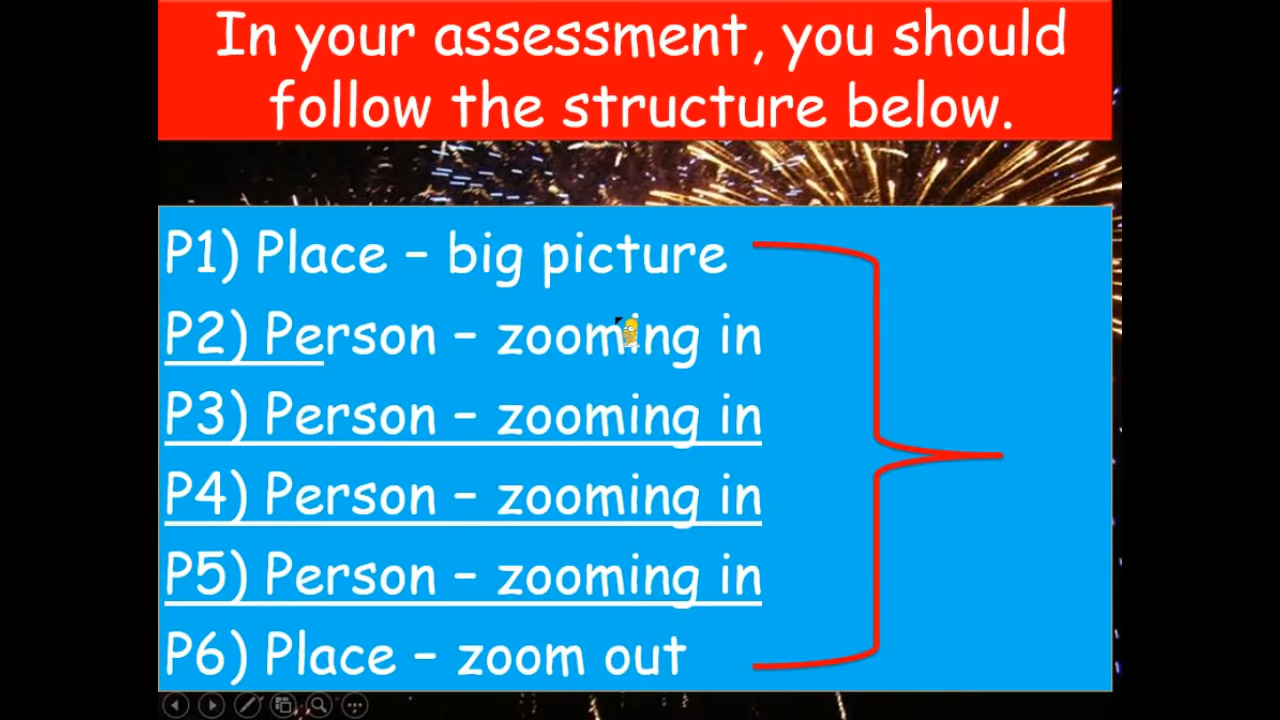 In your assessment, you should
follow the structure below.
P1) Place – big picture
P2) Person – zooming in
P3) Person – zooming in
P4) Person – zooming in
P5) Person – zooming in
P6) Place – zoom out